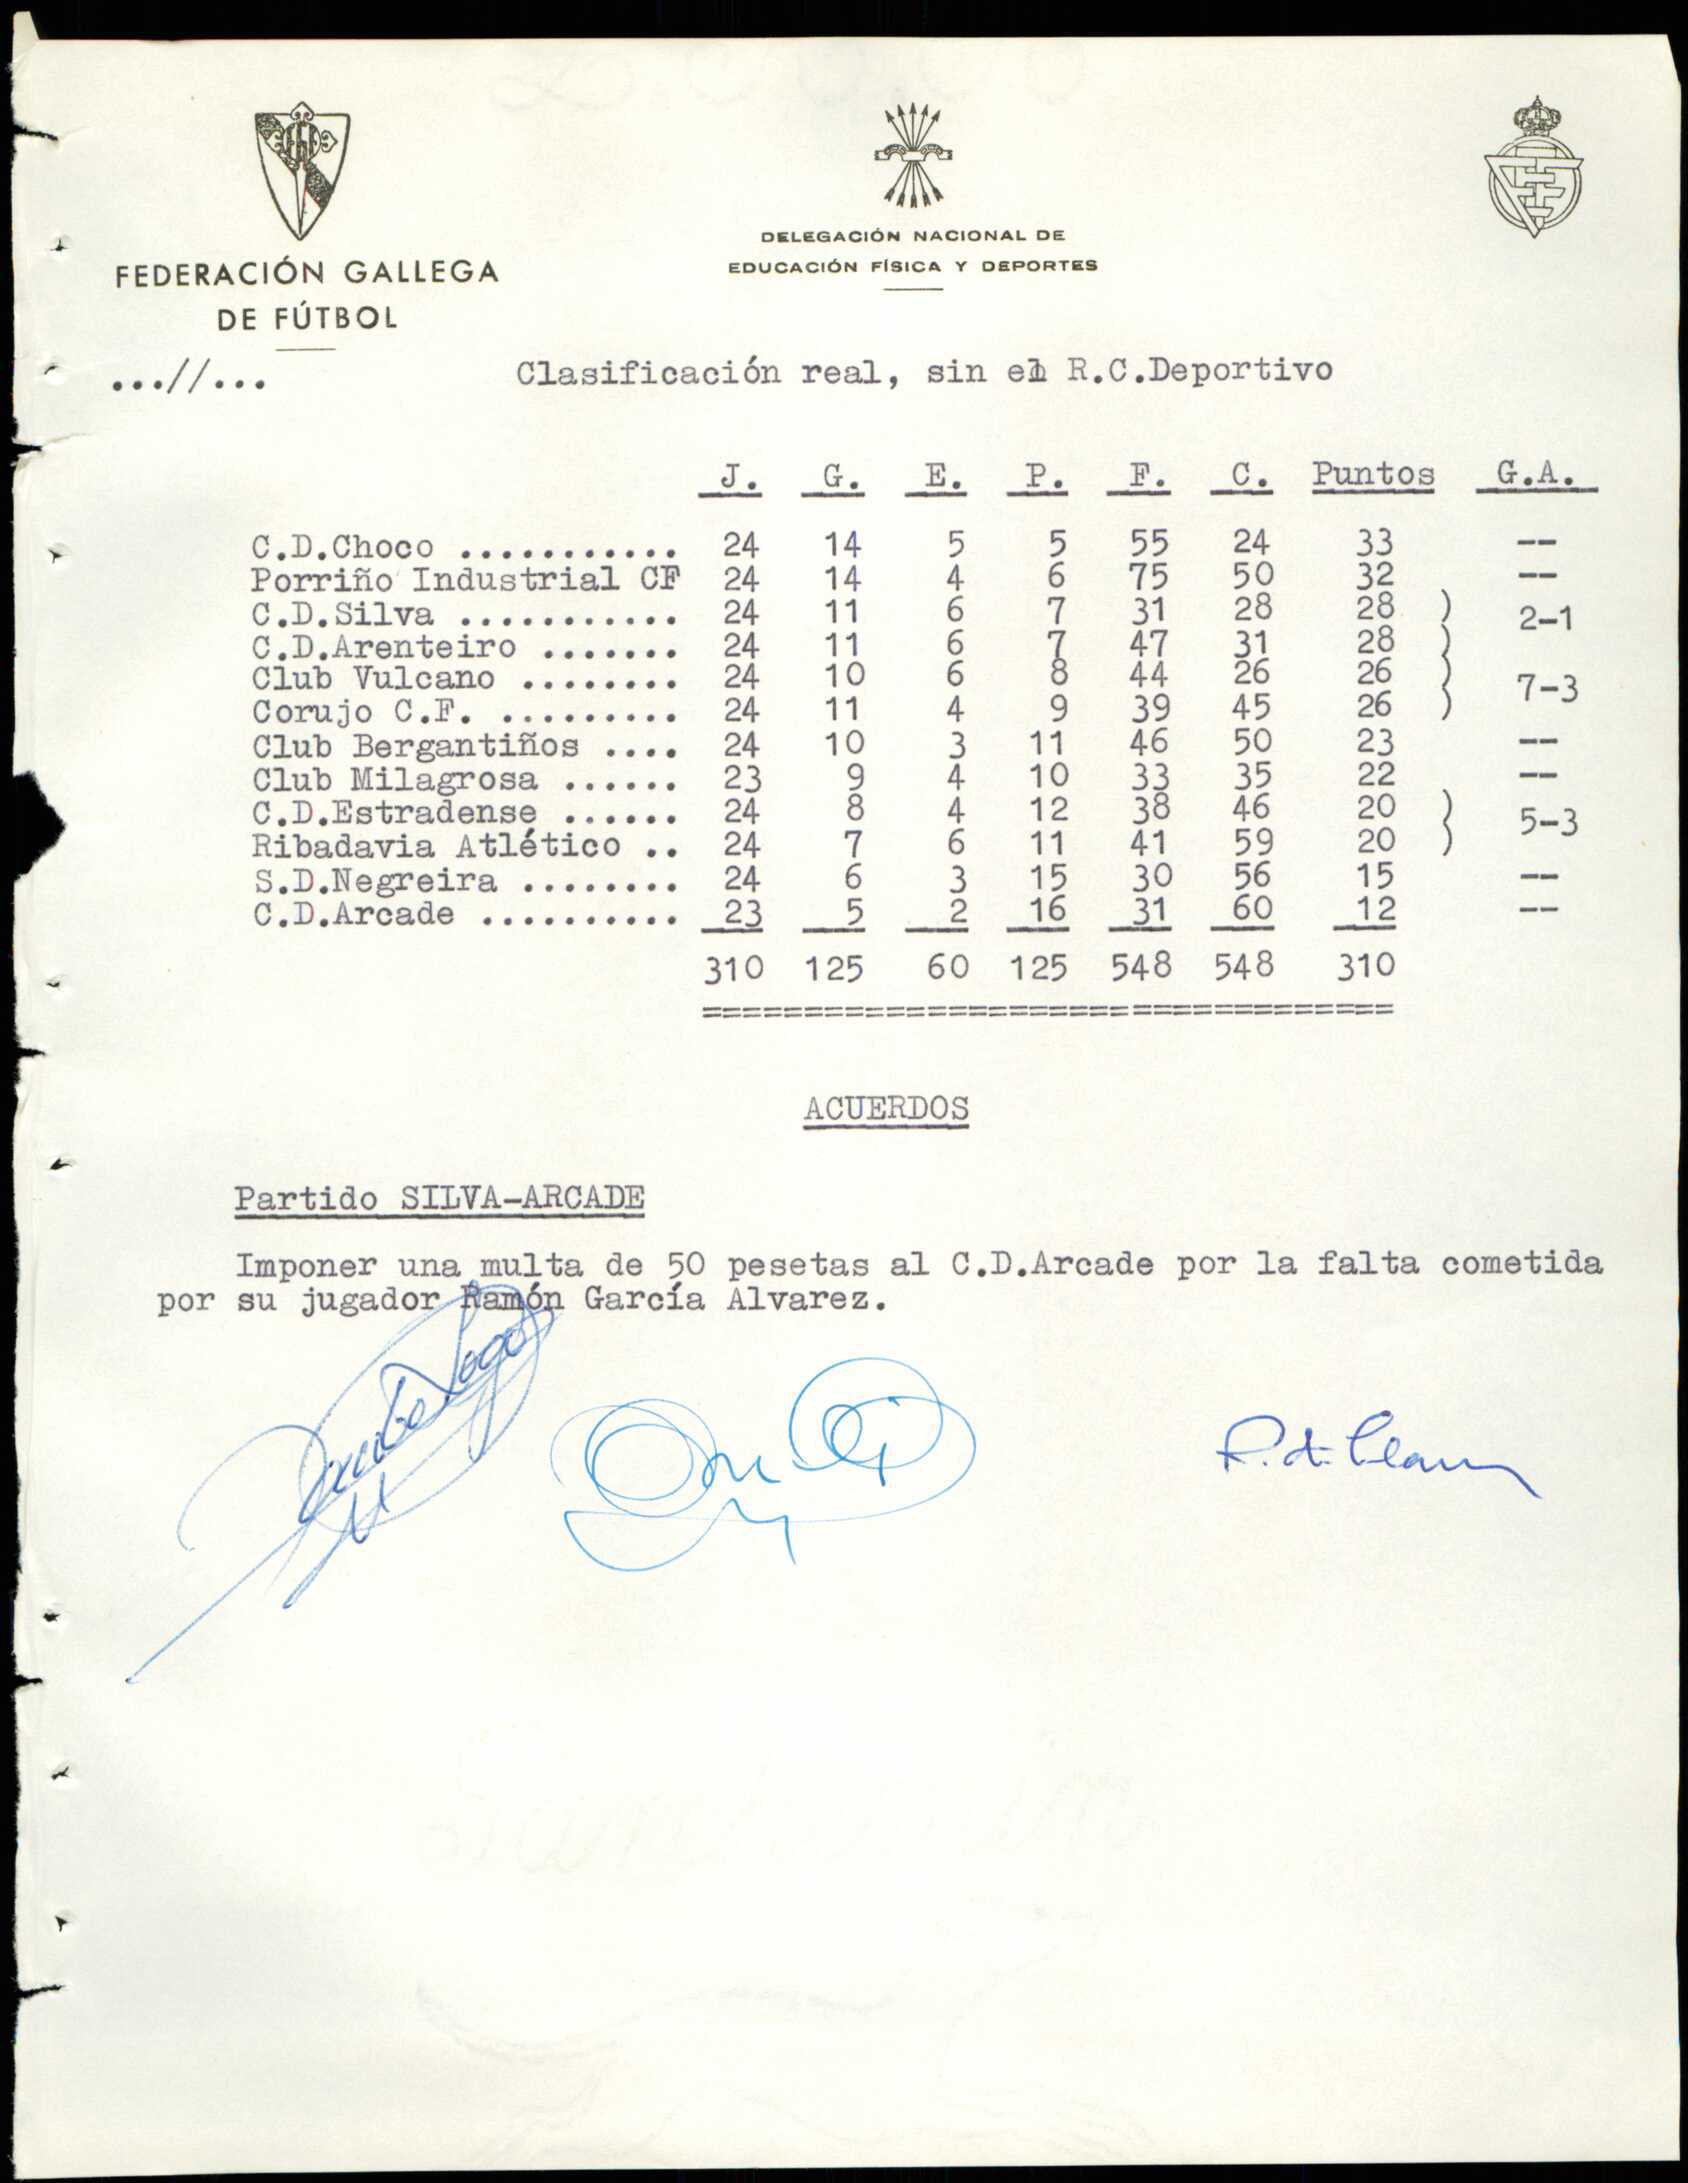 FEDERACIÓN GALLEGA
DE FÚTBOL
DELEGACIÓN NACIONAL DE
EDUCACIÓN FÍSICA Y DEPORTES
...//...
Clasificación real, sin el R.C.Deportivo
J. G. E. P. F. C. Puntos G.A.
C.D.Choco ........... 24 14 5 5 55 24 33 --
Porriño Industrial CF 24 14 4 6 75 50 32 --
C.D.Silva ........... 24 11 6 7 31 28 28 )
2-1
C.D.Arenteiro ....... 24 11 6 7 47 31 28 )
Club Vulcano ........ 24 10 6 8 44 26 26 )
7-3
Corujo C.F. ......... 24 11 4 9 39 45 26 )
Club Bergantiños .... 24 10 3 11 46 50 23 --
Club Milagrosa ...... 23 9 4 10 33 35 22 --
C.D.Estradense ...... 24 8 4 12 38 46 20 )
5-3
Ribadavia Atlético .. 24 7 6 11 41 59 20 )
S.D.Negreira ........ 24 6 3 15 30 56 15 --
C.D.Arcade .......... 23 5 2 16 31 60 12 --
310 125 60 125 548 548 310
==================================
ACUERDOS
Partido SILVA-ARCADE
Imponer una multa de 50 pesetas al C.D.Arcade por la falta cometida
por su jugador Ramón García Alvarez.